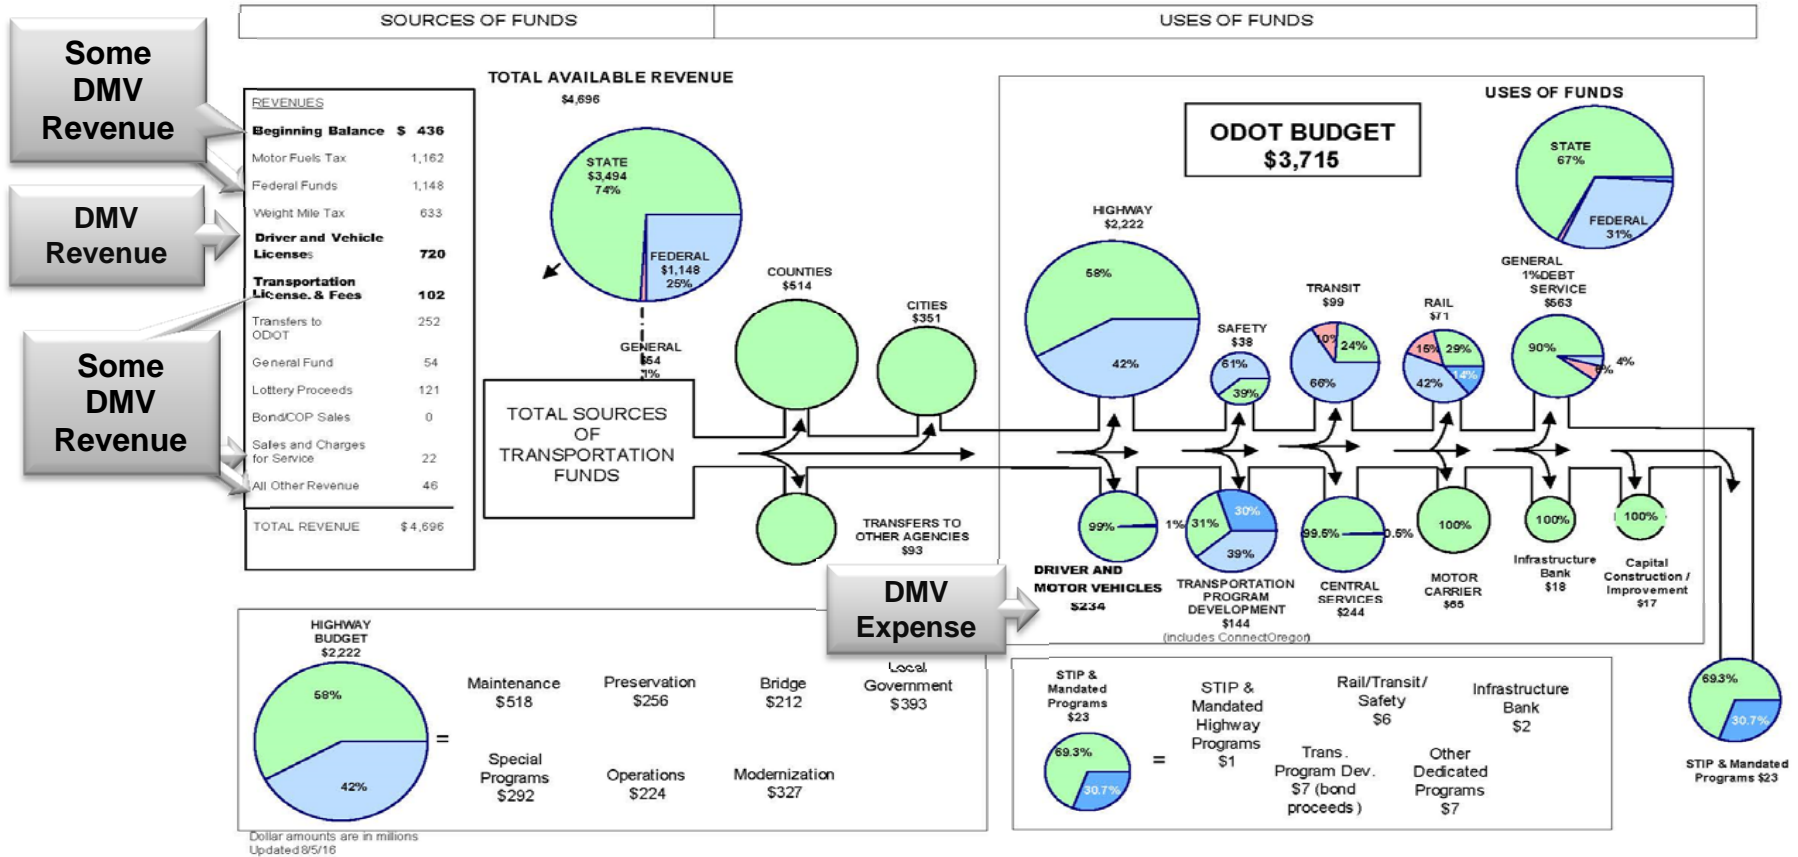 SOURCES OF FUNDS
USES OF FUNDS
Some
DMV
Revenue
DMV
Revenue
Some
DMV
Revenue
REVENUES
Beginning Balance $ 436
Motor Fuels Tax 1,162
Federal Funds 1,148
Weight Mile Tax 633
Driver and Vehicle
Licenses 720
Transportation
License. & Fees 102
Transfers to 252
ODOT
General Fund 54
Lottery Proceeds 121
Bond/COP Sales 0
Sales and Charges
for Service 22
All Other Revenue 46
TOTAL REVENUE $4,696
TOTAL AVAILABLE REVENUE
$4,696
STATE
$3,494
74%
FEDERAL
$1,148
25%
GENERAL
$54
1%
TOTAL SOURCES
OF
TRANSPORTATION
FUNDS
COUNTIES
$514
CITIES
$351
TRANSFERS TO
OTHER AGENCIES
$93
ODOT BUDGET
$3,715
USES OF FUNDS
STATE
67%
FEDERAL
31%
GENERAL
1%DEBT
SERVICE
$563
90%
4%
HIGHWAY
$2,222
58%
42%
SAFETY
$38
61%
39%
TRANSIT
$99
10% 24%
66%
RAIL
$71
15% 29%
42% 14%
99% 1%
DRIVER AND
MOTOR VEHICLES
$234
DMV
Expense
31% 30%
39%
TRANSPORTATION
PROGRAM
DEVELOPMENT
$144
(includes ConnectOregon)
99.5% 0.5%
CENTRAL
SERVICES
$244
100%
MOTOR
CARRIER
$65
100%
Infrastructure
Bank
$18
100%
Capital
Construction /
Improvement
$17
69.3%
30.7%
STIP & Mandated
Programs $23
HIGHWAY
BUDGET
$2,222
58%
42%
=
Maintenance
$518
Preservation
$256
Bridge
$212
Local
Government
$393
Special
Programs
$292
Operations
$224
Modernization
$327
Dollar amounts are in millions
Updated 8/5/16
STIP &
Mandated
Programs
$23
69.3%
30.7%
=
STIP &
Mandated
Highway
Programs
$1
Rail/Transit/
Safety
$6
Infrastructure
Bank
$2
Trans.
Program Dev.
$7 (bond
proceeds)
Other
Dedicated
Programs
$7